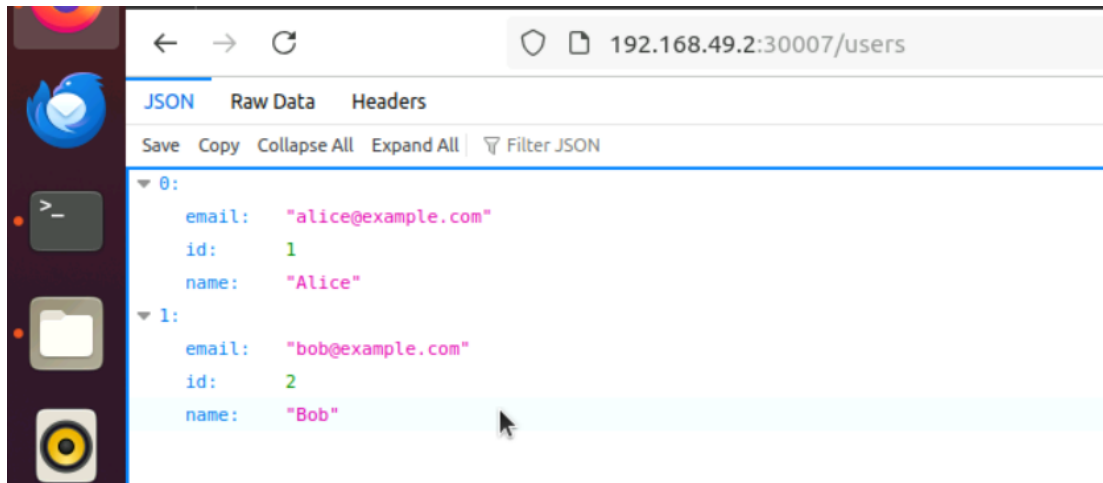 192.168.49.2:30007/users
JSON Raw Data Headers
Save Copy Collapse All Expand All Filter JSON
0:
email: "alice@example.com"
id: 1
name: "Alice"
1:
email: "bob@example.com"
id: 2
name: "Bob"